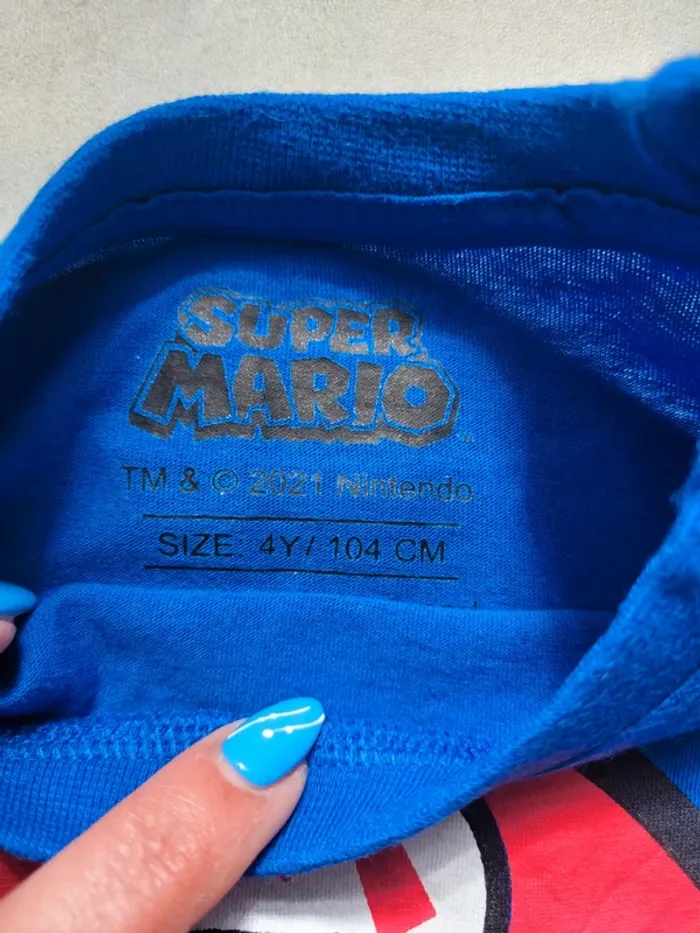 SUPER
MARIO
TM & © 2021 Nintendo.
SIZE: 4Y/ 104 CM